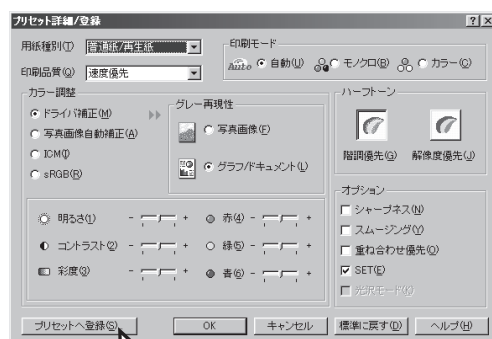 プリセット詳細/登録
用紙種別(T) 普通紙/再生紙
印刷品質(Q) 速度優先
印刷モード
Auto 自動(U) モノクロ(B) カラー(C)
カラー調整
ドライバ補正(M)
写真画像自動補正(A)
ICM(I)
sRGB(R)
グレー再現性
写真画像(F)
グラフ/ドキュメント(L)
ハーフトーン
階調優先(G) 解像度優先(J)
明るさ(1) - + 赤(4) - +
コントラスト(2) - + 緑(5) - +
彩度(3) - + 青(6) - +
オプション
シャープネス(N)
スムージング(Y)
重ね合わせ優先(O)
SET(E)
光沢モード(K)
プリセットへ登録(S) OK キャンセル 標準に戻す(D) ヘルプ(H)